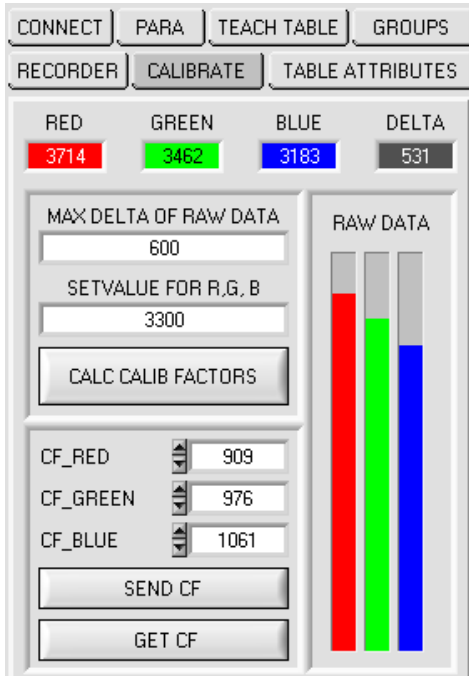 CONNECT PARA TEACH TABLE GROUPS
RECORDER CALIBRATE TABLE ATTRIBUTES
RED GREEN BLUE DELTA
3714 3462 3183 531
MAX DELTA OF RAW DATA
600
SETVALUE FOR R,G, B
3300
CALC CALIB FACTORS
CF_RED 909
CF_GREEN 976
CF_BLUE 1061
SEND CF
GET CF
RAW DATA